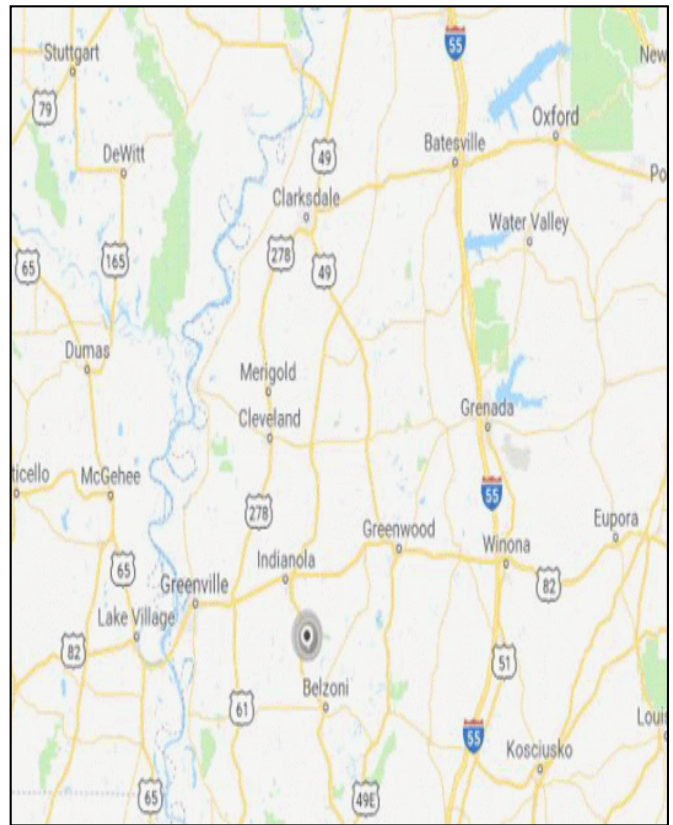 55
Stuttgart
New
79
Oxford
49
Batesville
DeWitt
Po
Clarksdale
Water Valley
278
65
165
49
Dumas
Merigold
Cleveland
Grenada
ticello
McGehee
55
278
Greenwood
Eupora
Winona
65
Indianola
Greenville
82
Lake Village
82
51
Belzoni
61
Loui
55
Kosciusko
65
49E